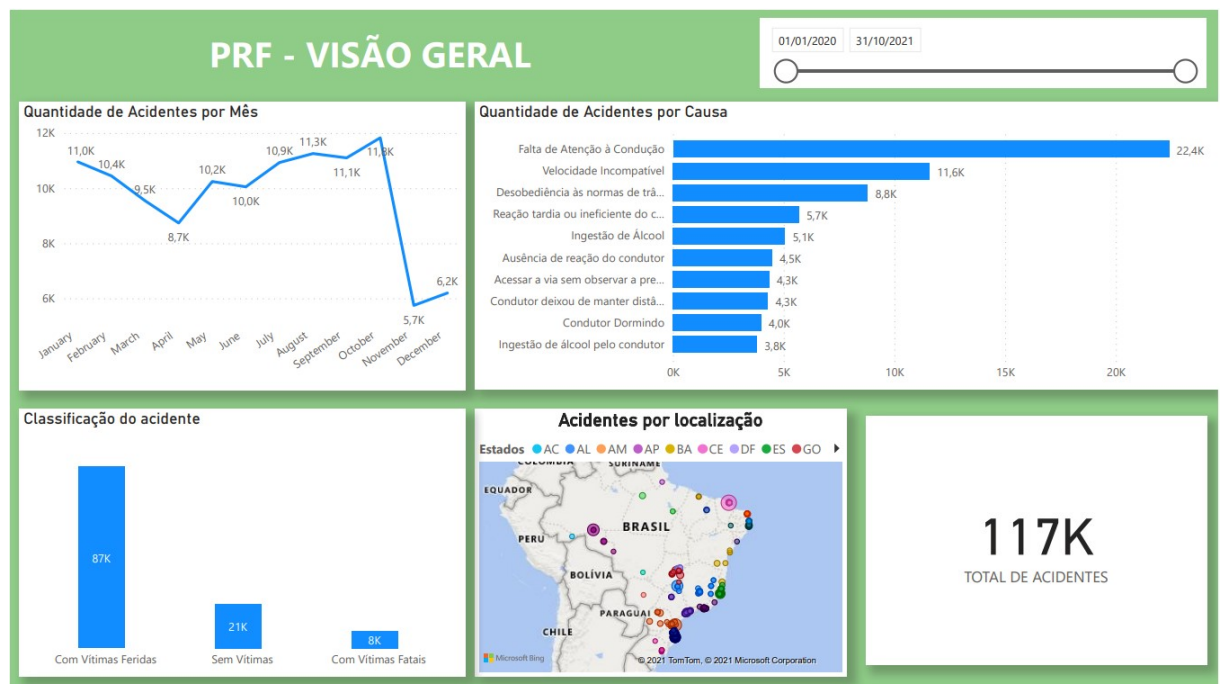 PRF - VISÃO GERAL
01/01/2020 31/10/2021
Quantidade de Acidentes por Mês
12K
10K
8K
6K
11,0K
10,4K
9,5K
8,7K
10,2K
10,0K
10,9K
11,3K
11,1K
11,8K
5,7K
6,2K
January
February
March
April
May
June
July
August
September
October
November
December
Quantidade de Acidentes por Causa
Falta de Atenção à Condução 22,4K
Velocidade Incompatível 11,6K
Desobediência às normas de trâ... 8,8K
Reação tardia ou ineficiente do c... 5,7K
Ingestão de Álcool 5,1K
Ausência de reação do condutor 4,5K
Acessar a via sem observar a pre... 4,3K
Condutor deixou de manter distâ... 4,3K
Condutor Dormindo 4,0K
Ingestão de álcool pelo condutor 3,8K
0K 5K 10K 15K 20K
Classificação do acidente
87K
21K
8K
Com Vítimas Feridas Sem Vítimas Com Vítimas Fatais
Acidentes por localização
Estados AC AL AM AP BA CE DF ES GO
COLÔMBIA SURINAME
EQUADOR
BRASIL
PERU
BOLÍVIA
PARAGUAI
CHILE
Microsoft Bing
© 2021 TomTom, © 2021 Microsoft Corporation
117K
TOTAL DE ACIDENTES